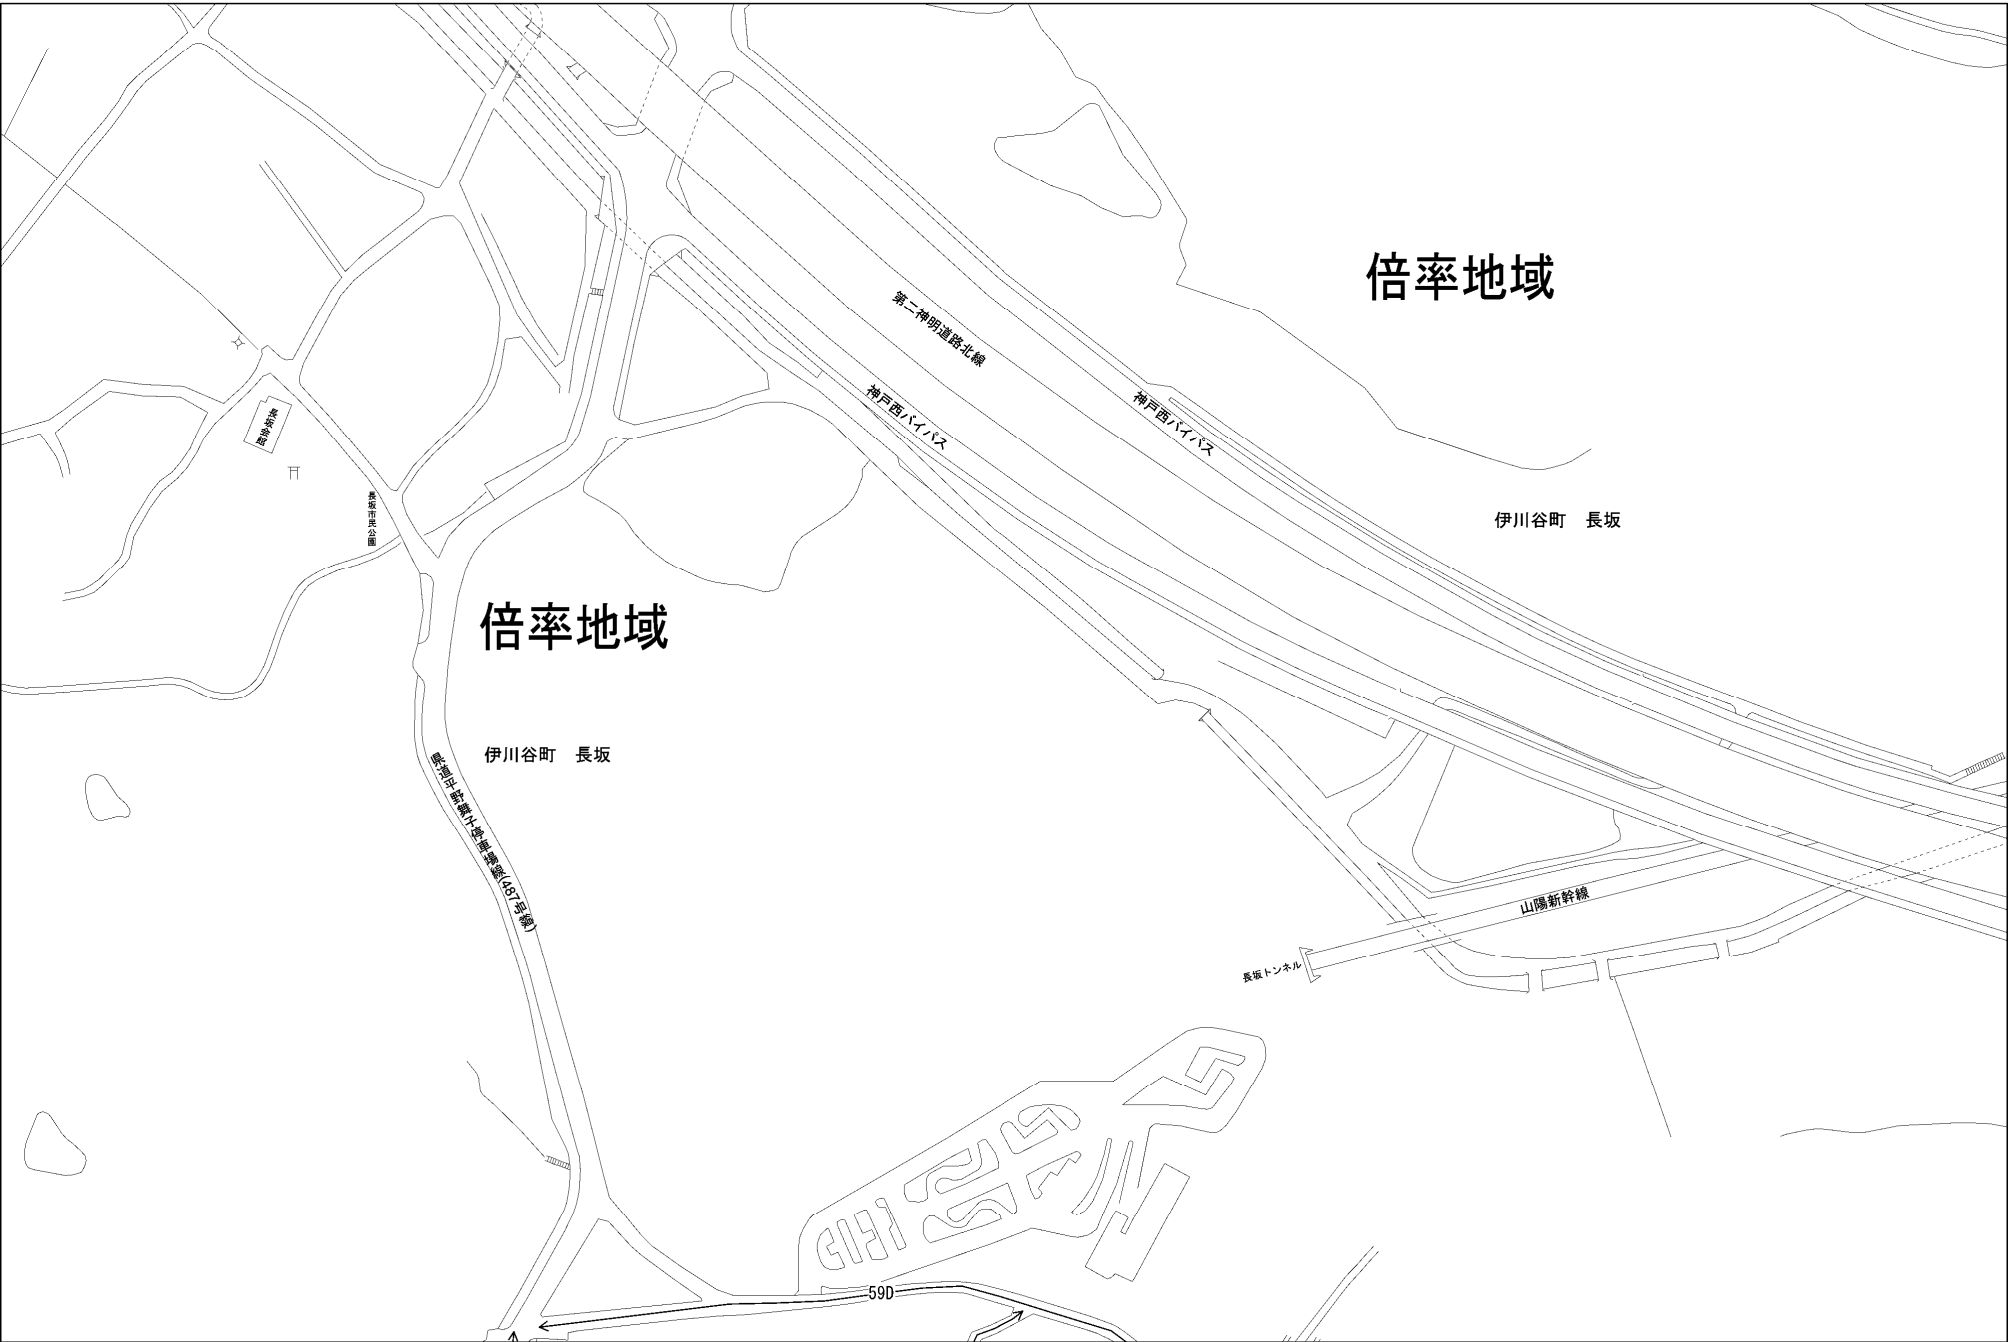 倍率地域
第二神明道路北線
神戸西バイパス
神戸西バイパス
長坂会館
長坂市民公園
伊川谷町　長坂
倍率地域
伊川谷町　長坂
県道平野舞子停車場線(487号線)
山陽新幹線
長坂トンネル
59D